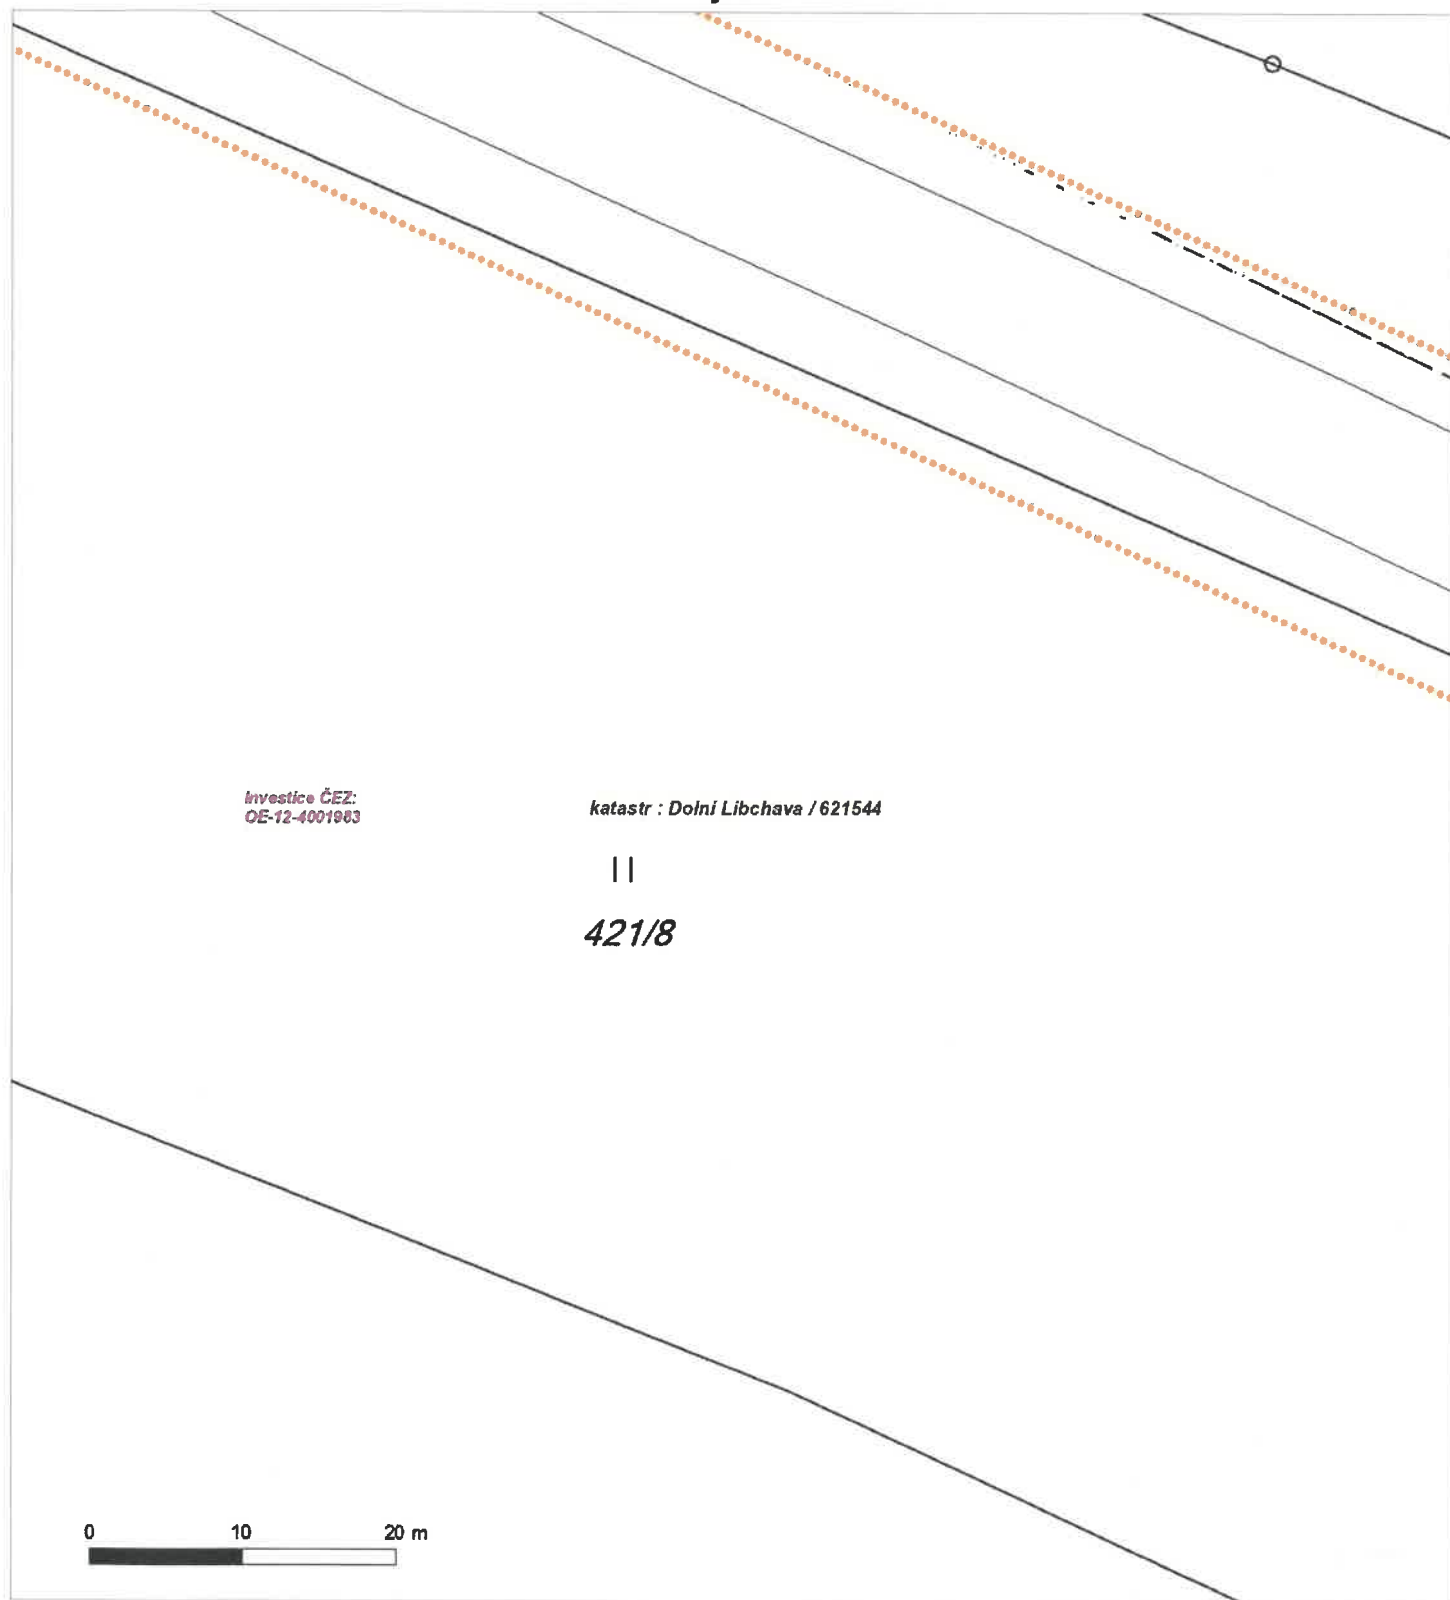 Investice ČEZ:
OE-12-4001983
katastr : Dolní Libchava / 621544
421/8
0 10 20 m